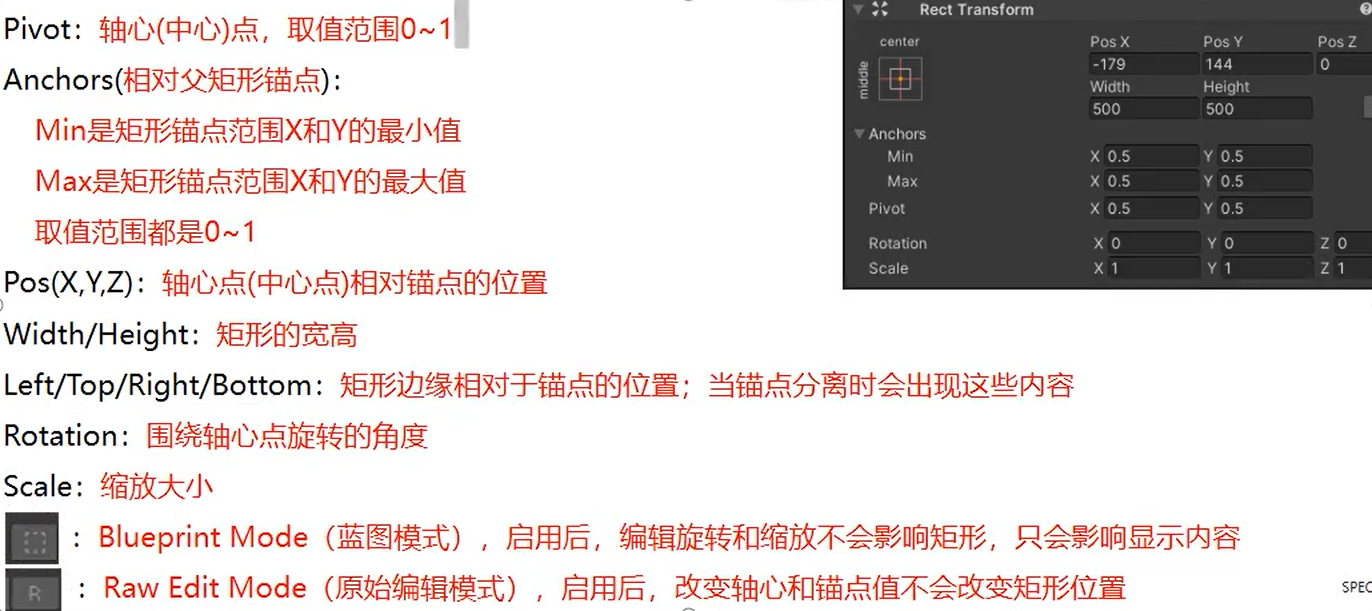 Pivot：轴心(中心)点，取值范围0~1
Anchors(相对父矩形锚点)：
Min是矩形锚点范围X和Y的最小值
Max是矩形锚点范围X和Y的最大值
取值范围都是0~1
Pos(X,Y,Z)：轴心点(中心点)相对锚点的位置
Width/Height：矩形的宽高
Left/Top/Right/Bottom：矩形边缘相对于锚点的位置；当锚点分离时会出现这些内容
Rotation：围绕轴心点旋转的角度
Scale：缩放大小
：Blueprint Mode（蓝图模式），启用后，编辑旋转和缩放不会影响矩形，只会影响显示内容
R：Raw Edit Mode（原始编辑模式），启用后，改变轴心和锚点值不会改变矩形位置
Rect Transform
center
middle
Pos X Pos Y Pos Z
-179 144 0
Width Height
500 500
Anchors
Min X 0.5 Y 0.5
Max X 0.5 Y 0.5
Pivot X 0.5 Y 0.5
Rotation X 0 Y 0 Z 0
Scale X 1 Y 1 Z 1
SPEC